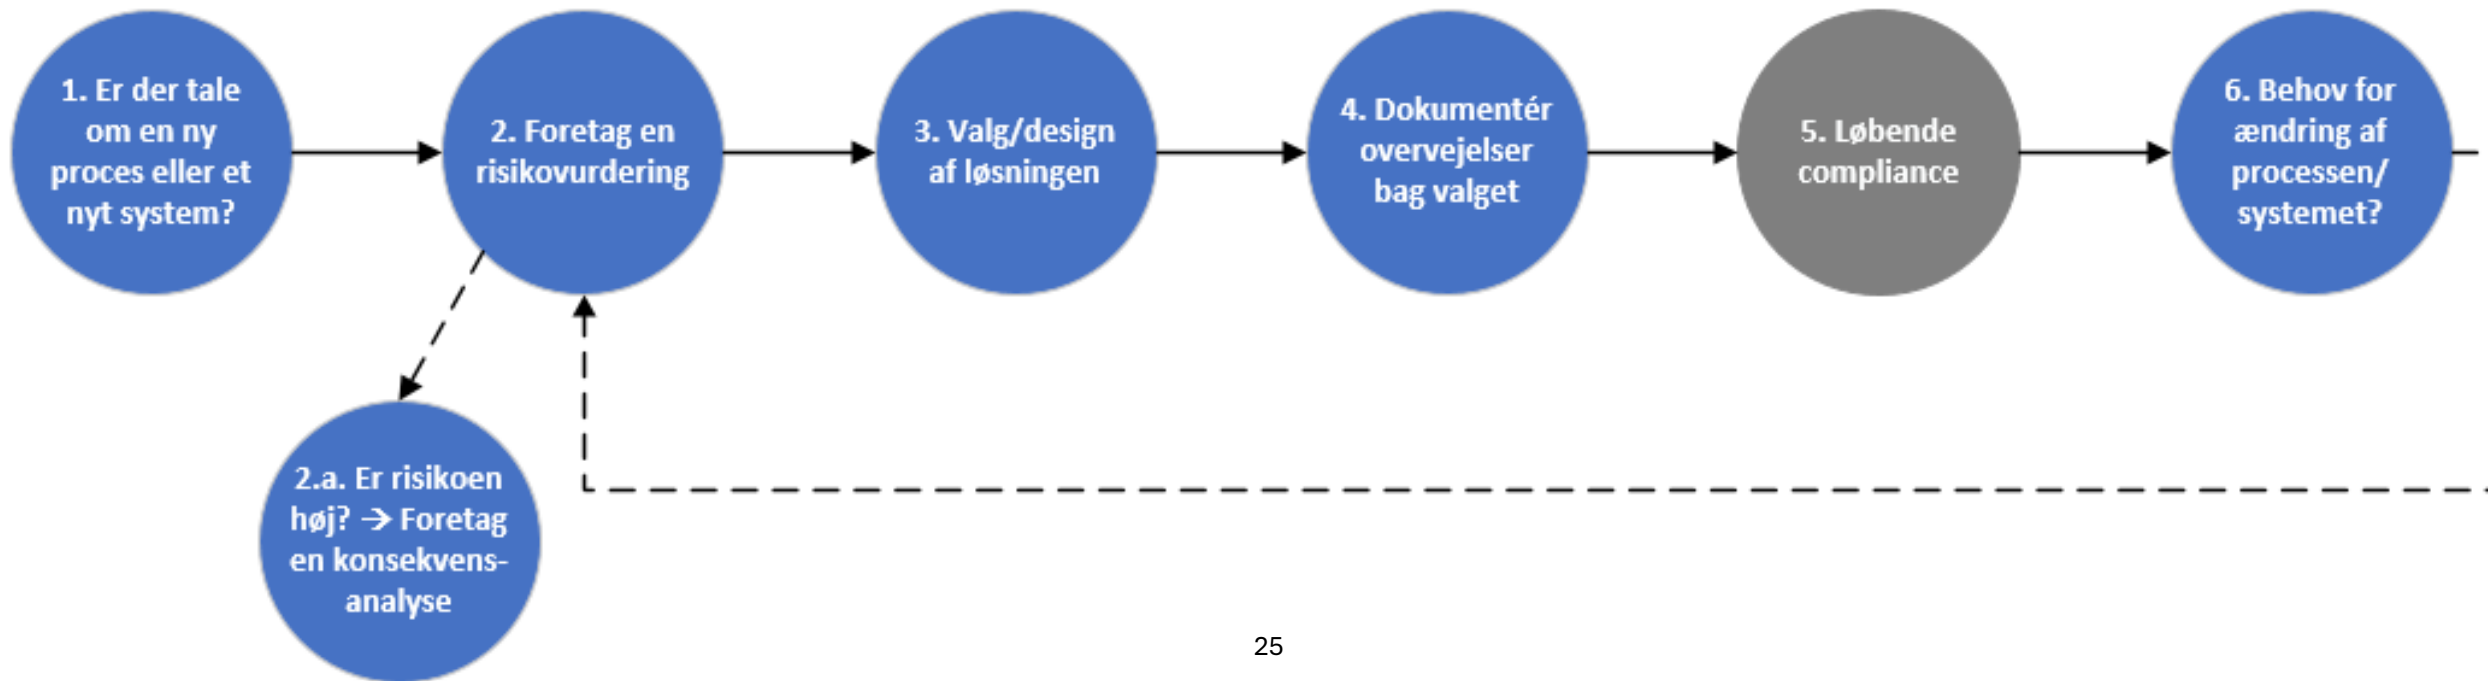 1. Er der tale
om en ny
proces eller et
nyt system?
2. Foretag en
risikovurdering
3. Valg/design
af løsningen
4. Dokumentér
overvejelser
bag valget
5. Løbende
compliance
6. Behov for
ændring af
processen/
systemet?
2.a. Er risikoen
høj? → Foretag
en konsekvens-
analyse
25